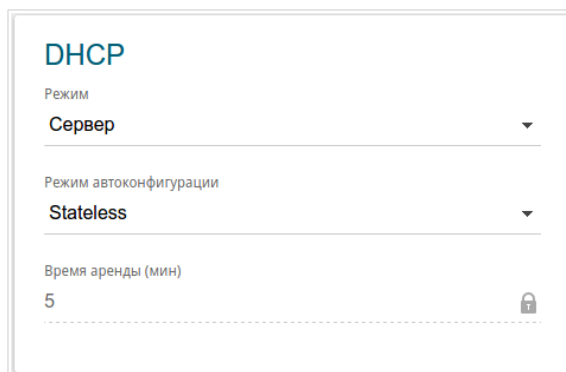 DHCP
Режим
Сервер
Режим автоконфигурации
Stateless
Время аренды (мин)
5